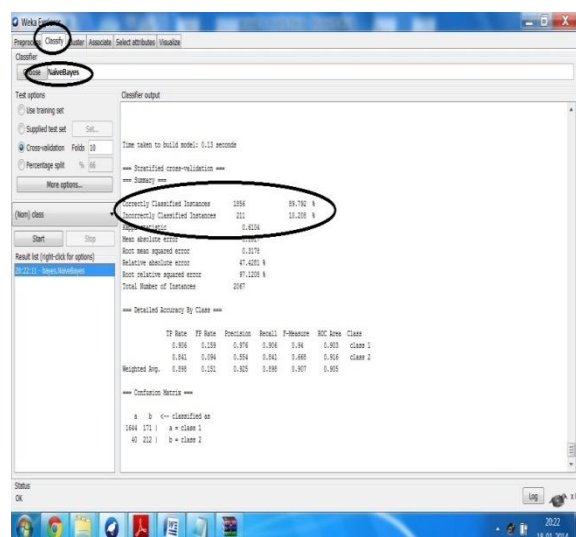 Weka Explorer
Preprocess Classify Cluster Associate Select attributes Visualize
Classifier
Choose NaiveBayes
Test options
Use training set
Supplied test set Set...
Cross-validation Folds 10
Percentage split % 66
More options...
(Nom) class
Start Stop
Result list (right-click for options)
20:22:11 - bayes.NaiveBayes
Classifier output
Time taken to build model: 0.13 seconds
=== Stratified cross-validation ===
=== Summary ===
Correctly Classified Instances 1856 89.792 %
Incorrectly Classified Instances 211 10.208 %
Kappa statistic 0.6104
Mean absolute error
Root mean squared error 0.3178
Relative absolute error 47.4281 %
Root relative squared error 97.1208 %
Total Number of Instances 2067
=== Detailed Accuracy By Class ===
TP Rate FP Rate Precision Recall F-Measure ROC Area Class
0.906 0.159 0.976 0.906 0.94 0.903 class 1
0.841 0.094 0.554 0.841 0.668 0.916 class 2
Weighted Avg. 0.898 0.151 0.925 0.898 0.907 0.905
=== Confusion Matrix ===
a b <-- classified as
1644 171 | a = class 1
40 212 | b = class 2
Status
OK
Log x
20:22
18-01-2014